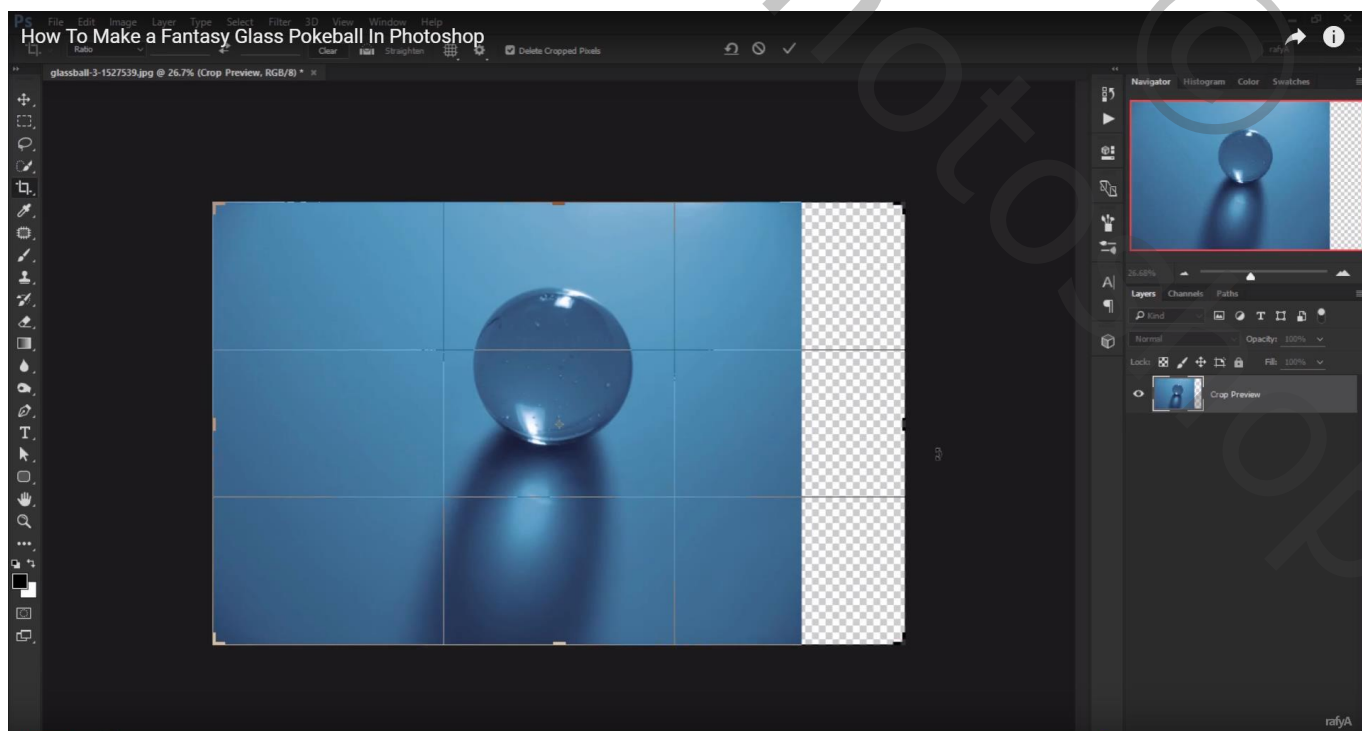 Ps File Edit Image Layer Type Select Filter 3D View Window Help
How To Make a Fantasy Glass Pokeball In Photoshop
Ratio Clear Straighten Delete Cropped Pixels rafyA
glassball-3-1527539.jpg @ 26.7% (Crop Preview, RGB/8) * ×
Navigator Histogram Color Swatches
26.68%
Layers Channels Paths
Kind
Normal Opacity: 100%
Lock: Fill: 100%
Crop Preview
rafyA